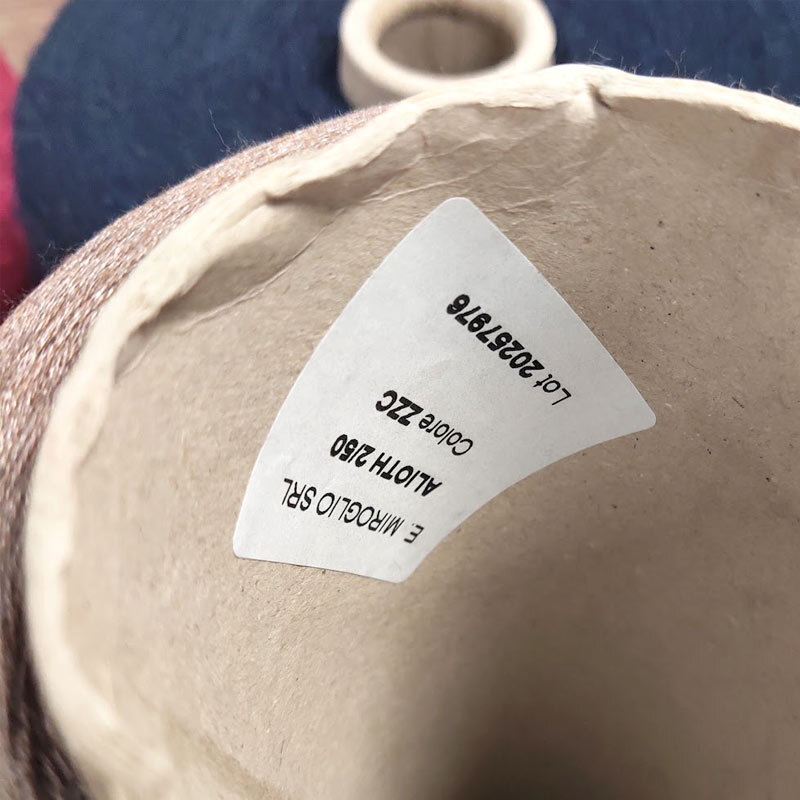 E. MIROGLIO SRL
ALIOTH 2/50
Colore ZZC
Lot 20257976